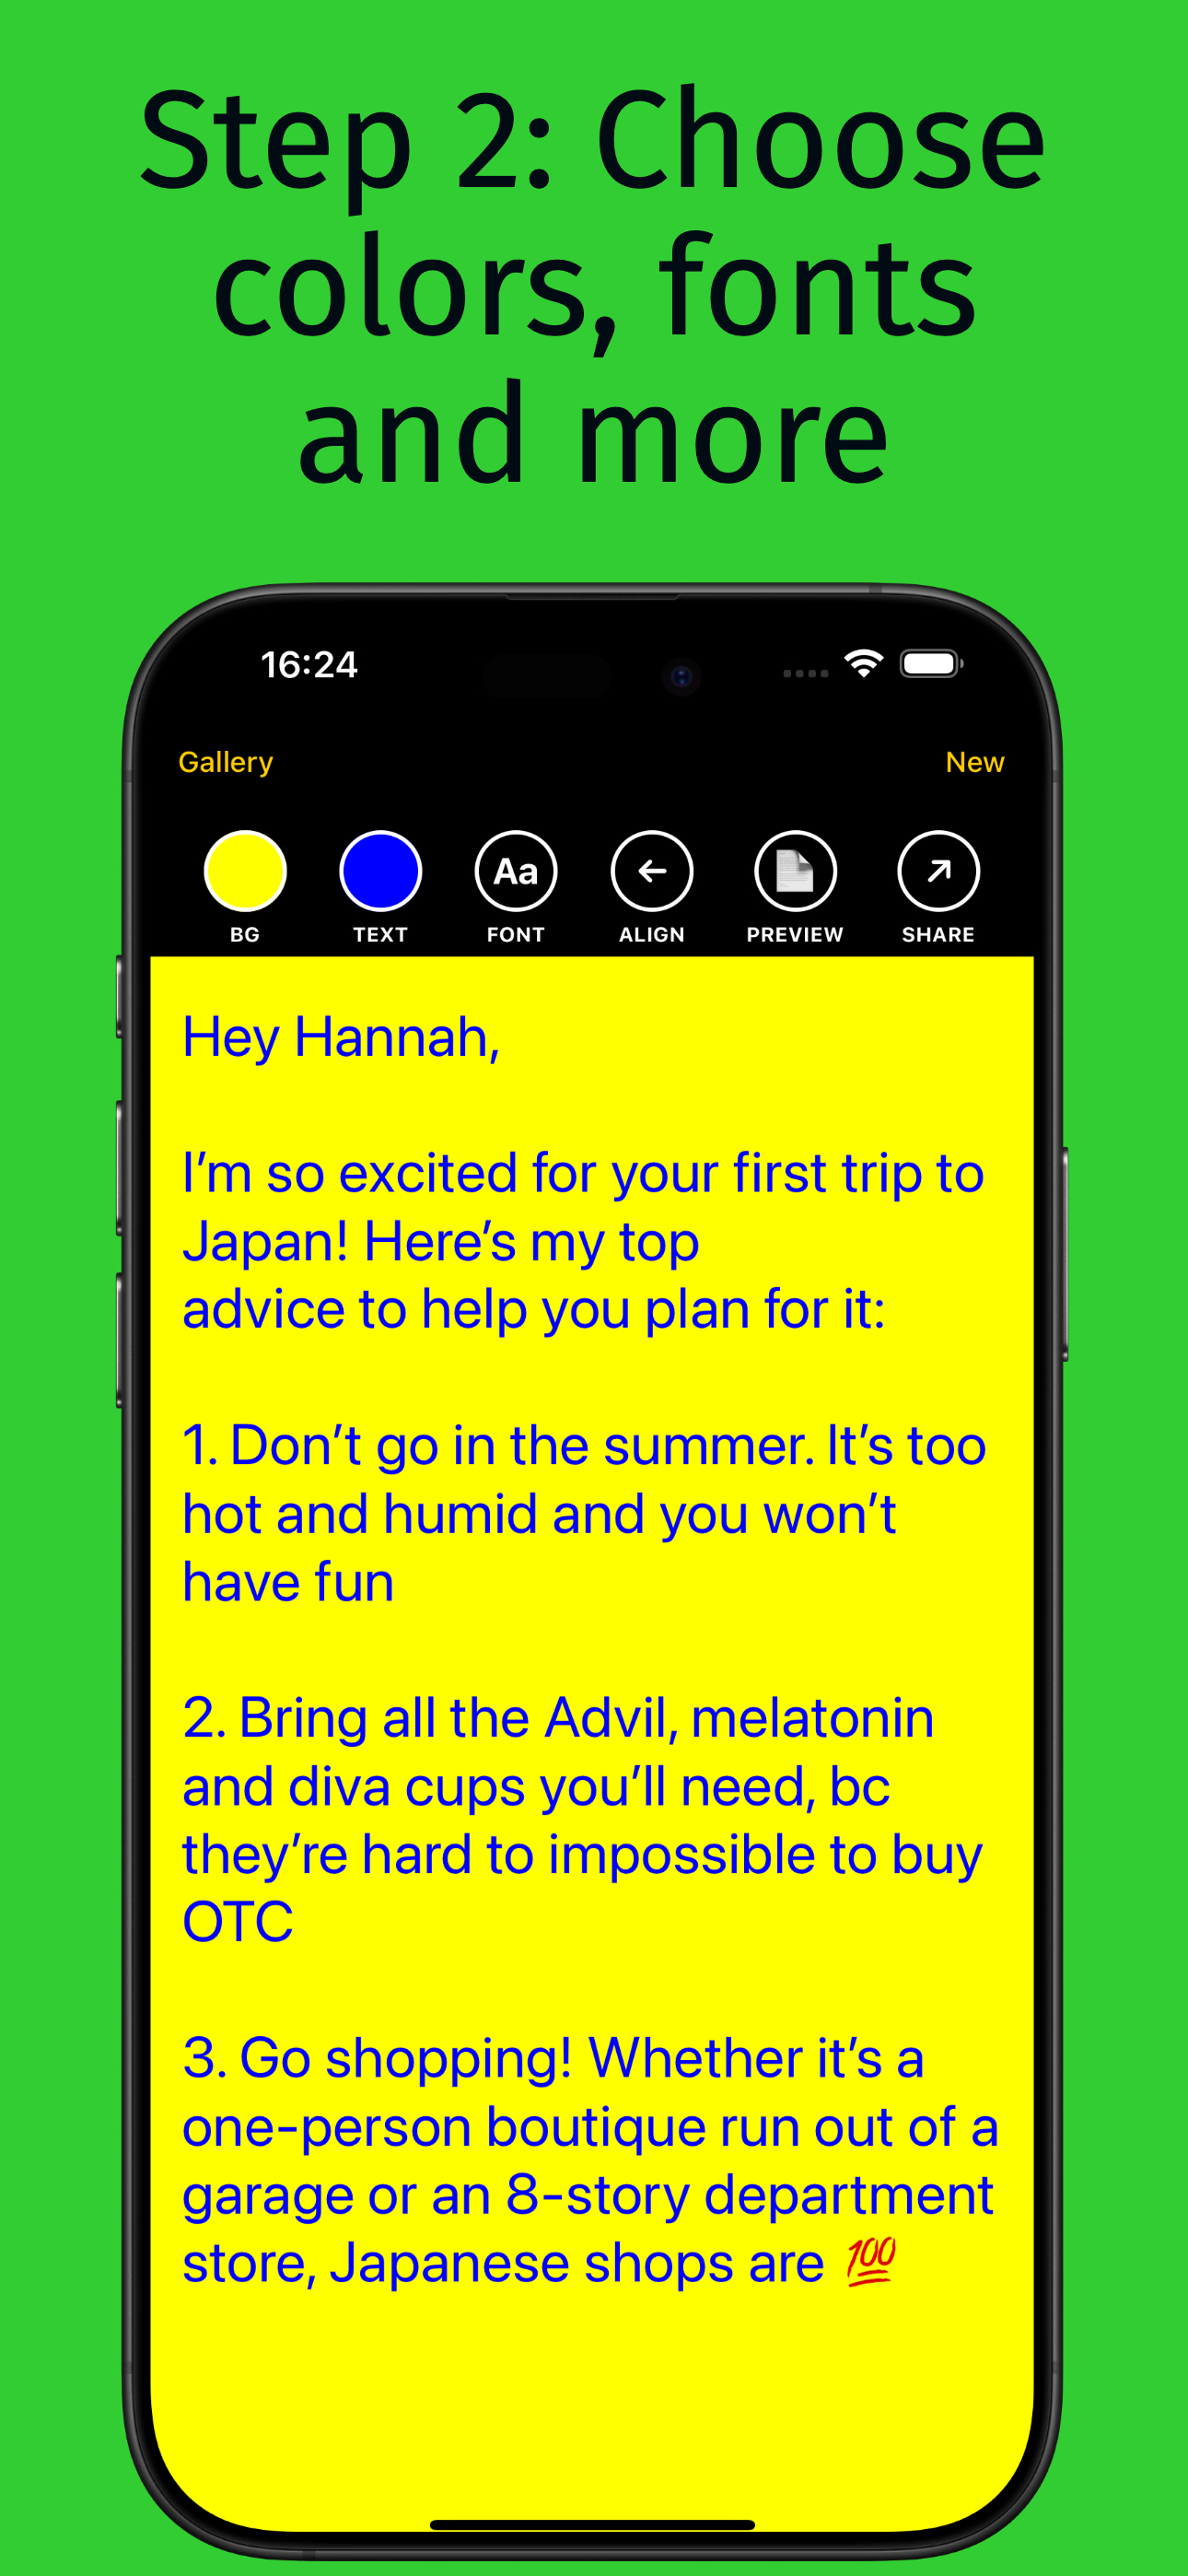 Step 2: Choose
colors, fonts
and more
16:24
Gallery
New
Aa
BG
TEXT
FONT
ALIGN
PREVIEW
SHARE
Hey Hannah,
I’m so excited for your first trip to
Japan! Here’s my top
advice to help you plan for it:
1. Don’t go in the summer. It’s too
hot and humid and you won’t
have fun
2. Bring all the Advil, melatonin
and diva cups you’ll need, bc
they’re hard to impossible to buy
OTC
3. Go shopping! Whether it’s a
one-person boutique run out of a
garage or an 8-story department
store, Japanese shops are 💯